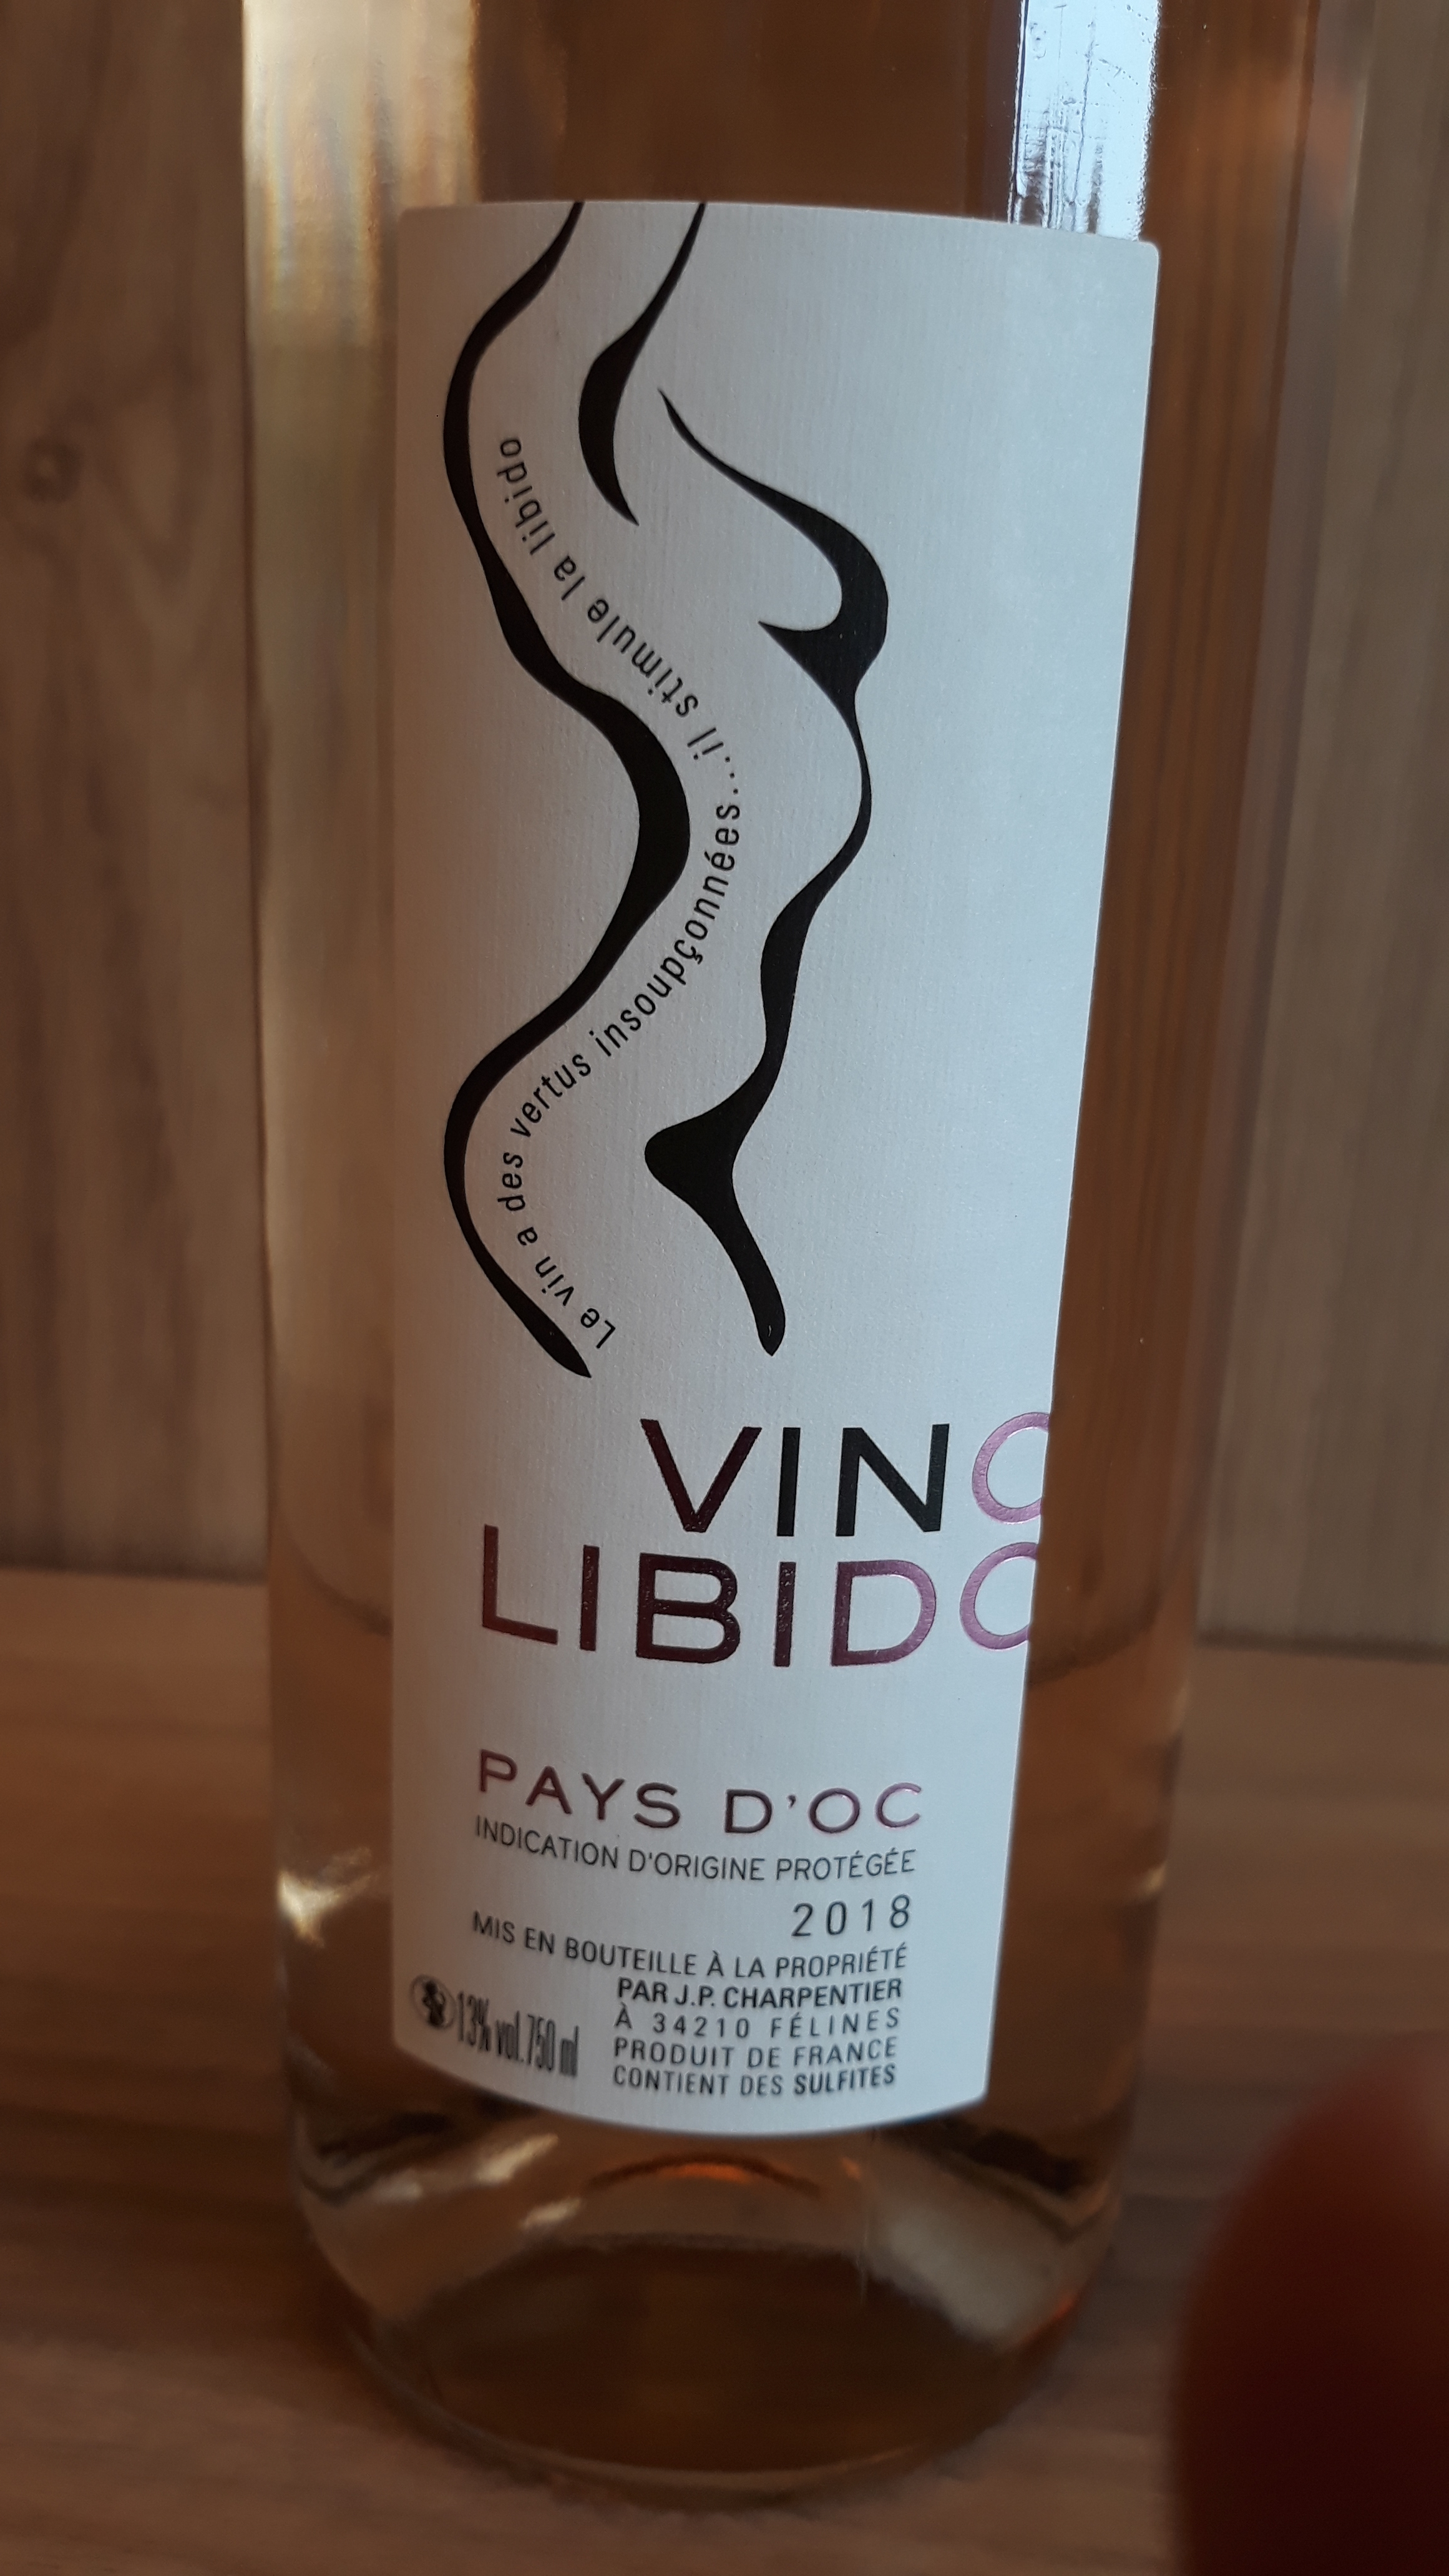 Le vin a des vertus insoupçonnées...il stimule la libido
VINO
LIBIDO
PAYS D'OC
INDICATION D'ORIGINE PROTÉGÉE
2018
MIS EN BOUTEILLE À LA PROPRIÉTÉ
PAR J.P. CHARPENTIER
À 34210 FÉLINES
PRODUIT DE FRANCE
CONTIENT DES SULFITES
13% vol.750 ml